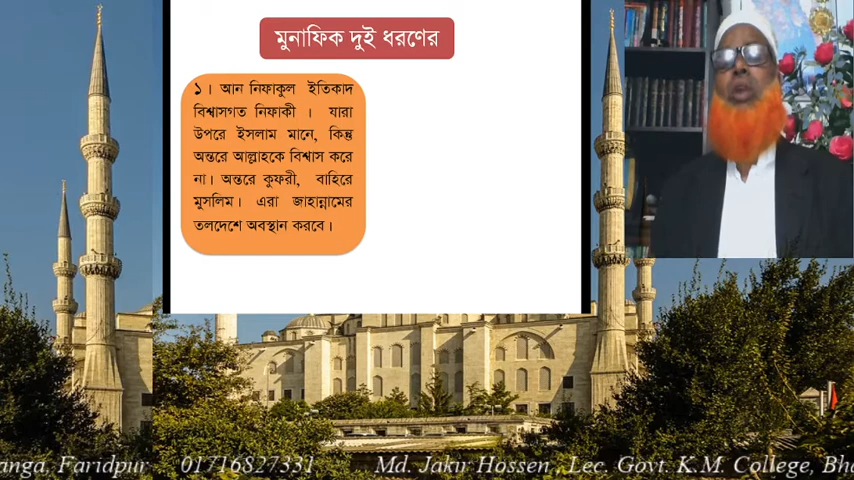 মুনাফিক দুই ধরণের
১। আন নিফাকুল ইতিকাদ
বিশ্বাসগত নিফাকী । যারা
উপরে ইসলাম মানে, কিন্তু
অন্তরে আল্লাহকে বিশ্বাস করে
না। অন্তরে কুফরী, বাহিরে
মুসলিম। এরা জাহান্নামের
তলদেশে অবস্থান করবে।
anga, Faridpur 01716827331 Md. Jakir Hossen, Lec. Govt. K.M. College, Bha